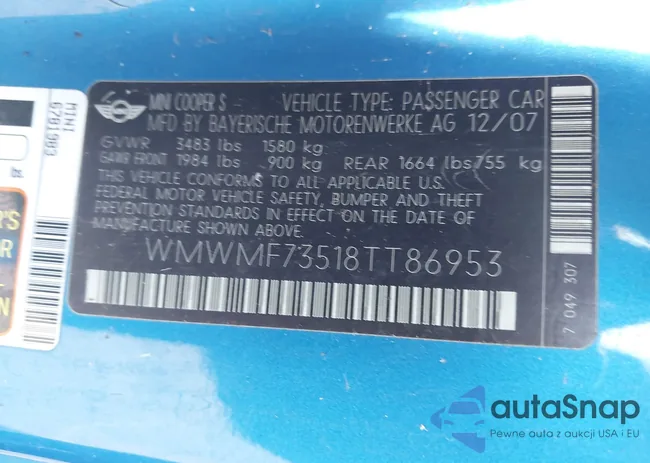 MINI COOPER S VEHICLE TYPE: PASSENGER CAR
MFD BY BAYERISCHE MOTORENWERKE AG 12/07
GVWR 3483 lbs 1580 kg
GAWR FRONT 1984 lbs 900 kg REAR 1664 lbs 755 kg
THIS VEHICLE CONFORMS TO ALL APPLICABLE U.S.
FEDERAL MOTOR VEHICLE SAFETY, BUMPER AND THEFT
PREVENTION STANDARDS IN EFFECT ON THE DATE OF
MANUFACTURE SHOWN ABOVE.
WMWMF73518TT86953
7 049 307
MINI
autaSnap
Pewne auta z aukcji USA i EU